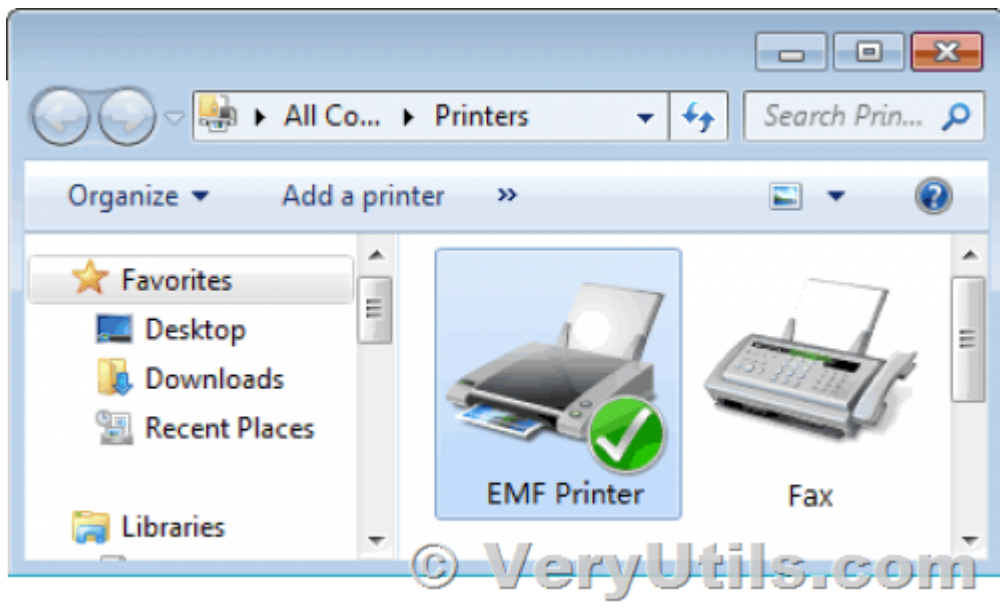 All Co... Printers
Search Prin...
Organize
Add a printer
»
Favorites
Desktop
Downloads
Recent Places
Libraries
EMF Printer
Fax
© VeryUtils.com